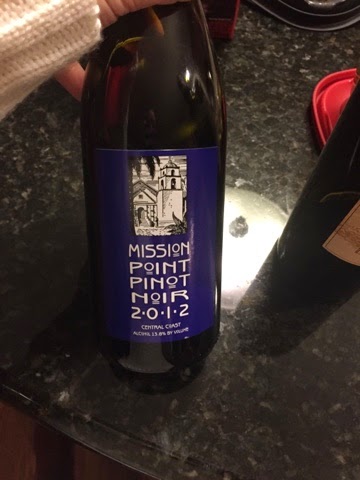 MISSION
POINT
PINOT
NOIR
2·0·1·2
CENTRAL COAST
ALCOHOL 13.8% BY VOLUME